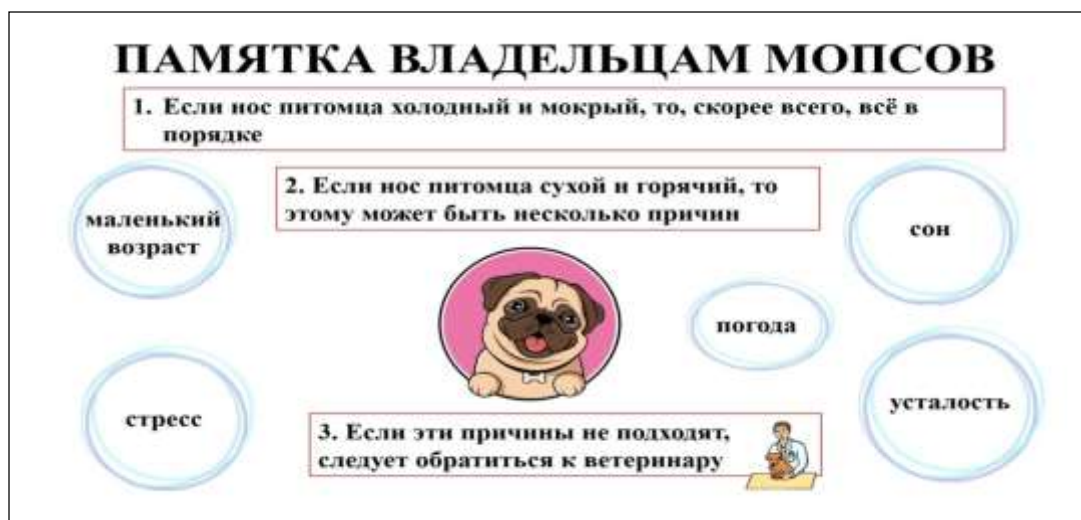 ПАМЯТКА ВЛАДЕЛЬЦАМ МОПСОВ
1. Если нос питомца холодный и мокрый, то, скорее всего, всё в
порядке
2. Если нос питомца сухой и горячий, то
этому может быть несколько причин
маленький
возраст
сон
погода
стресс
усталость
3. Если эти причины не подходят,
следует обратиться к ветеринару